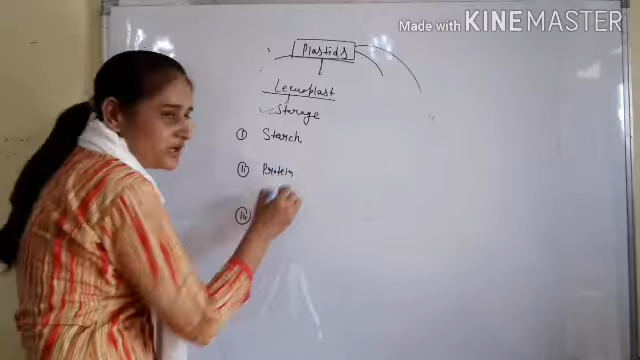 Made with KINEMASTER
Plastids
Leucoplast
Storage
(i) Starch
(ii) Protein
(iii)